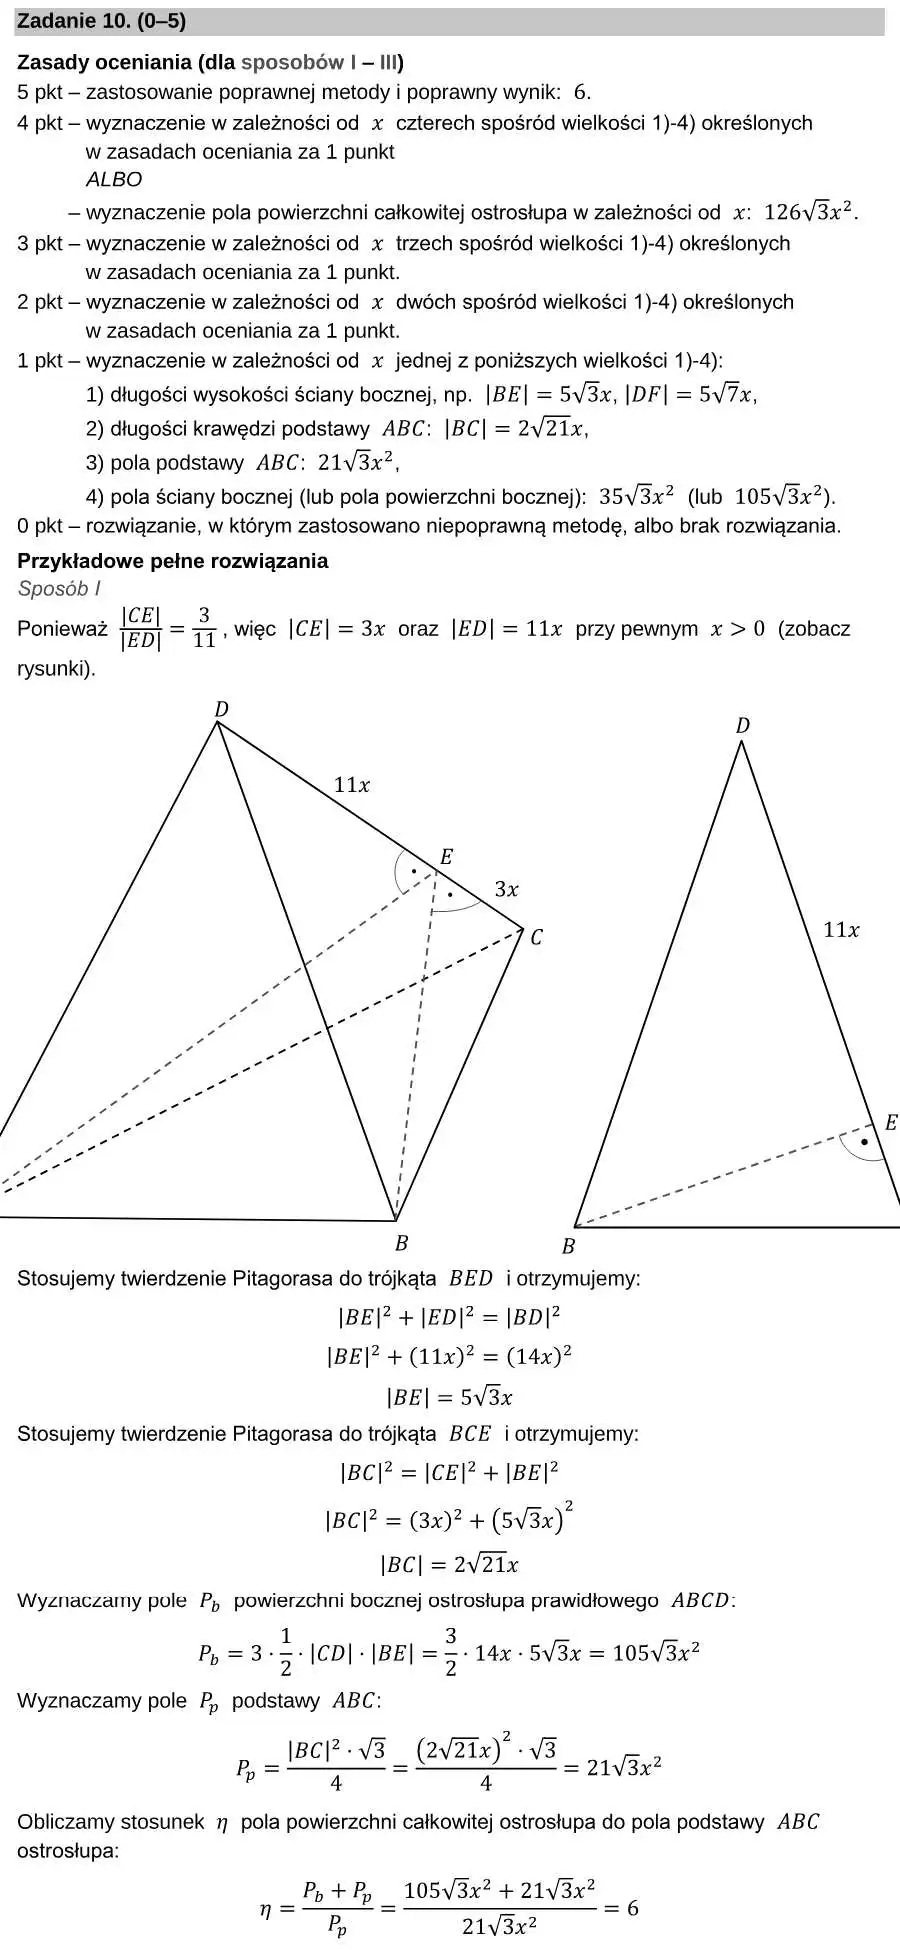 Zadanie 10. (0–5)
Zasady oceniania (dla sposobów I – III)
5 pkt – zastosowanie poprawnej metody i poprawny wynik: 6.
4 pkt – wyznaczenie w zależności od x czterech spośród wielkości 1)-4) określonych
w zasadach oceniania za 1 punkt
ALBO
– wyznaczenie pola powierzchni całkowitej ostrosłupa w zależności od x: 126√3x².
3 pkt – wyznaczenie w zależności od x trzech spośród wielkości 1)-4) określonych
w zasadach oceniania za 1 punkt.
2 pkt – wyznaczenie w zależności od x dwóch spośród wielkości 1)-4) określonych
w zasadach oceniania za 1 punkt.
1 pkt – wyznaczenie w zależności od x jednej z poniższych wielkości 1)-4):
1) długości wysokości ściany bocznej, np. |BE| = 5√3x, |DF| = 5√7x,
2) długości krawędzi podstawy ABC: |BC| = 2√21x,
3) pola podstawy ABC: 21√3x²,
4) pola ściany bocznej (lub pola powierzchni bocznej): 35√3x² (lub 105√3x²).
0 pkt – rozwiązanie, w którym zastosowano niepoprawną metodę, albo brak rozwiązania.
Przykładowe pełne rozwiązania
Sposób I
Ponieważ |CE|/|ED| = 3/11, więc |CE| = 3x oraz |ED| = 11x przy pewnym x > 0 (zobacz
rysunki).
D
11x
E
3x
C
B
D
11x
E
B
Stosujemy twierdzenie Pitagorasa do trójkąta BED i otrzymujemy:
|BE|² + |ED|² = |BD|²
|BE|² + (11x)² = (14x)²
|BE| = 5√3x
Stosujemy twierdzenie Pitagorasa do trójkąta BCE i otrzymujemy:
|BC|² = |CE|² + |BE|²
|BC|² = (3x)² + (5√3x)²
|BC| = 2√21x
Wyznaczamy pole P_b powierzchni bocznej ostrosłupa prawidłowego ABCD:
P_b = 3 · 1/2 · |CD| · |BE| = 3/2 · 14x · 5√3x = 105√3x²
Wyznaczamy pole P_p podstawy ABC:
P_p = |BC|² · √3 / 4 = (2√21x)² · √3 / 4 = 21√3x²
Obliczamy stosunek η pola powierzchni całkowitej ostrosłupa do pola podstawy ABC
ostrosłupa:
η = (P_b + P_p) / P_p = (105√3x² + 21√3x²) / 21√3x² = 6